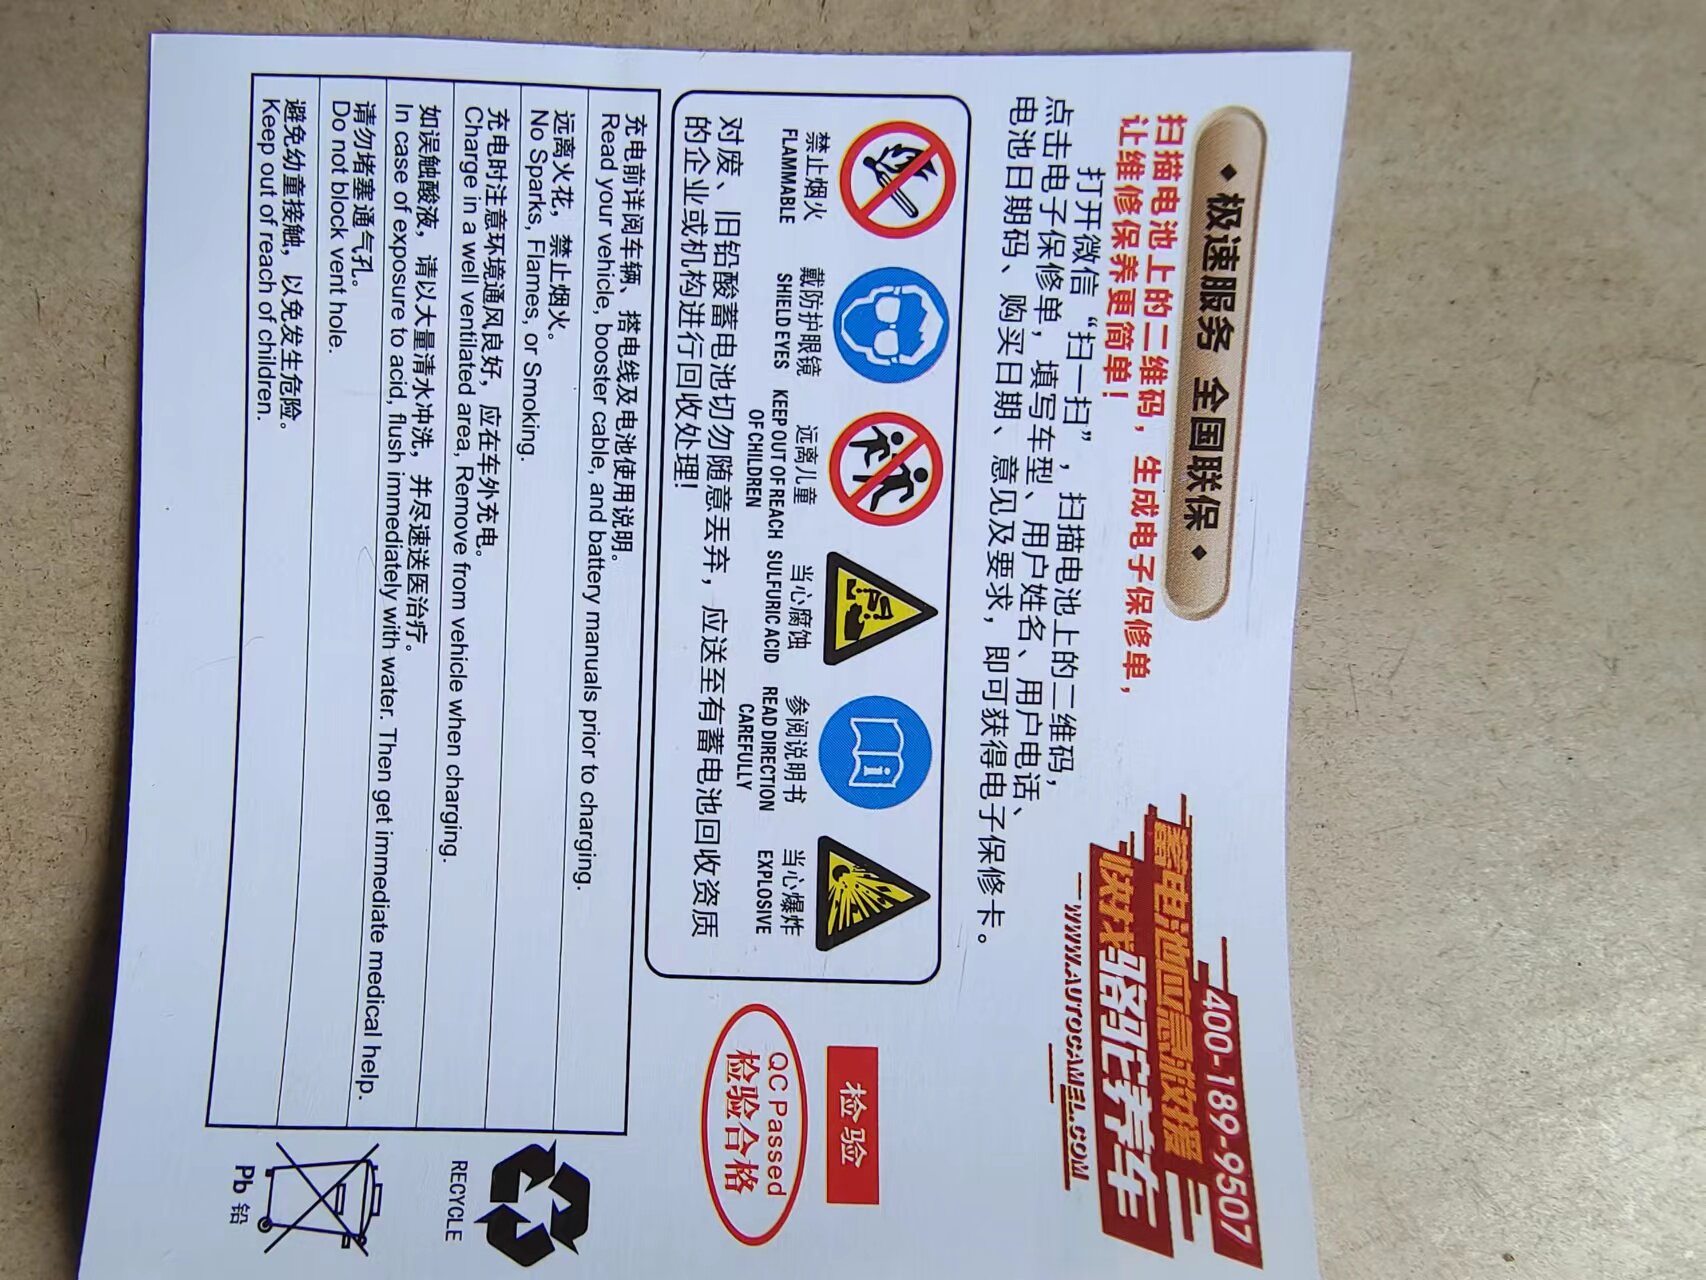 ◆ 极速服务 全国联保 ◆
扫描电池上的二维码，生成电子保修单，
让维修保养更简单！
打开微信“扫一扫”，扫描电池上的二维码，
点击电子保修单，填写车型、用户姓名、用户电话、
电池日期码、购买日期、意见及要求，即可获得电子保修卡。
400-189-9507
蓄电池应急救援
快找骆驼养车
WWW.AUTOCAMEL.COM
禁止烟火
FLAMMABLE
戴防护眼镜
SHIELD EYES
远离儿童
KEEP OUT OF REACH
OF CHILDREN
当心腐蚀
SULFURIC ACID
参阅说明书
READ DIRECTION
CAREFULLY
当心爆炸
EXPLOSIVE
对废、旧铅酸蓄电池切勿随意丢弃，应送至有蓄电池回收资质
的企业或机构进行回收处理!
检验
QC Passed
检验合格
充电前详阅车辆、搭电线及电池使用说明。
Read your vehicle, booster cable, and battery manuals prior to charging.
远离火花，禁止烟火。
No Sparks, Flames, or Smoking.
充电时注意环境通风良好，应在车外充电。
Charge in a well ventilated area, Remove from vehicle when charging.
如误触酸液，请以大量清水冲洗，并尽速送医治疗。
In case of exposure to acid, flush immediately with water. Then get immediate medical help.
请勿堵塞通气孔。
Do not block vent hole.
避免幼童接触，以免发生危险。
Keep out of reach of children.
RECYCLE
Pb 铅